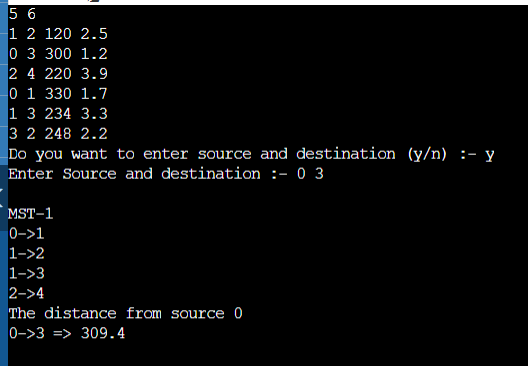 5 6
1 2 120 2.5
0 3 300 1.2
2 4 220 3.9
0 1 330 1.7
1 3 234 3.3
3 2 248 2.2
Do you want to enter source and destination (y/n) :- y
Enter Source and destination :- 0 3
MST-1
0->1
1->2
1->3
2->4
The distance from source 0
0->3 => 309.4